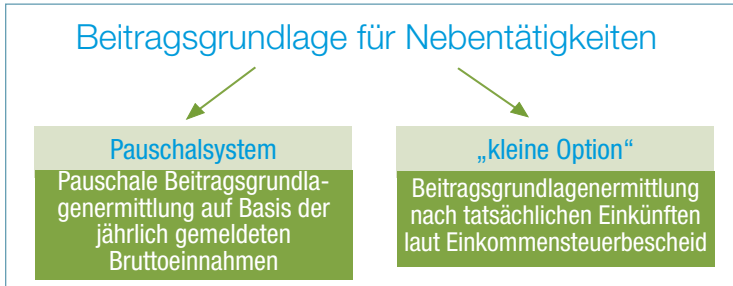 Beitragsgrundlage für Nebentätigkeiten
Pauschalsystem
Pauschale Beitragsgrundla-
genermittlung auf Basis der
jährlich gemeldeten
Bruttoeinnahmen
„kleine Option“
Beitragsgrundlagenermittlung
nach tatsächlichen Einkünften
laut Einkommensteuerbescheid